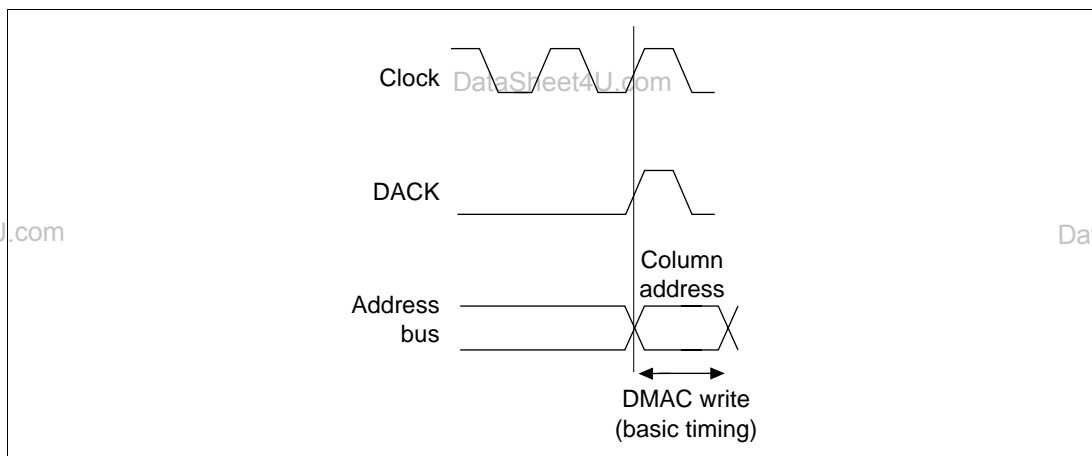 Clock
DataSheet4U.com
DACK
U.com
Da
Column
address
Address
bus
DMAC write
(basic timing)